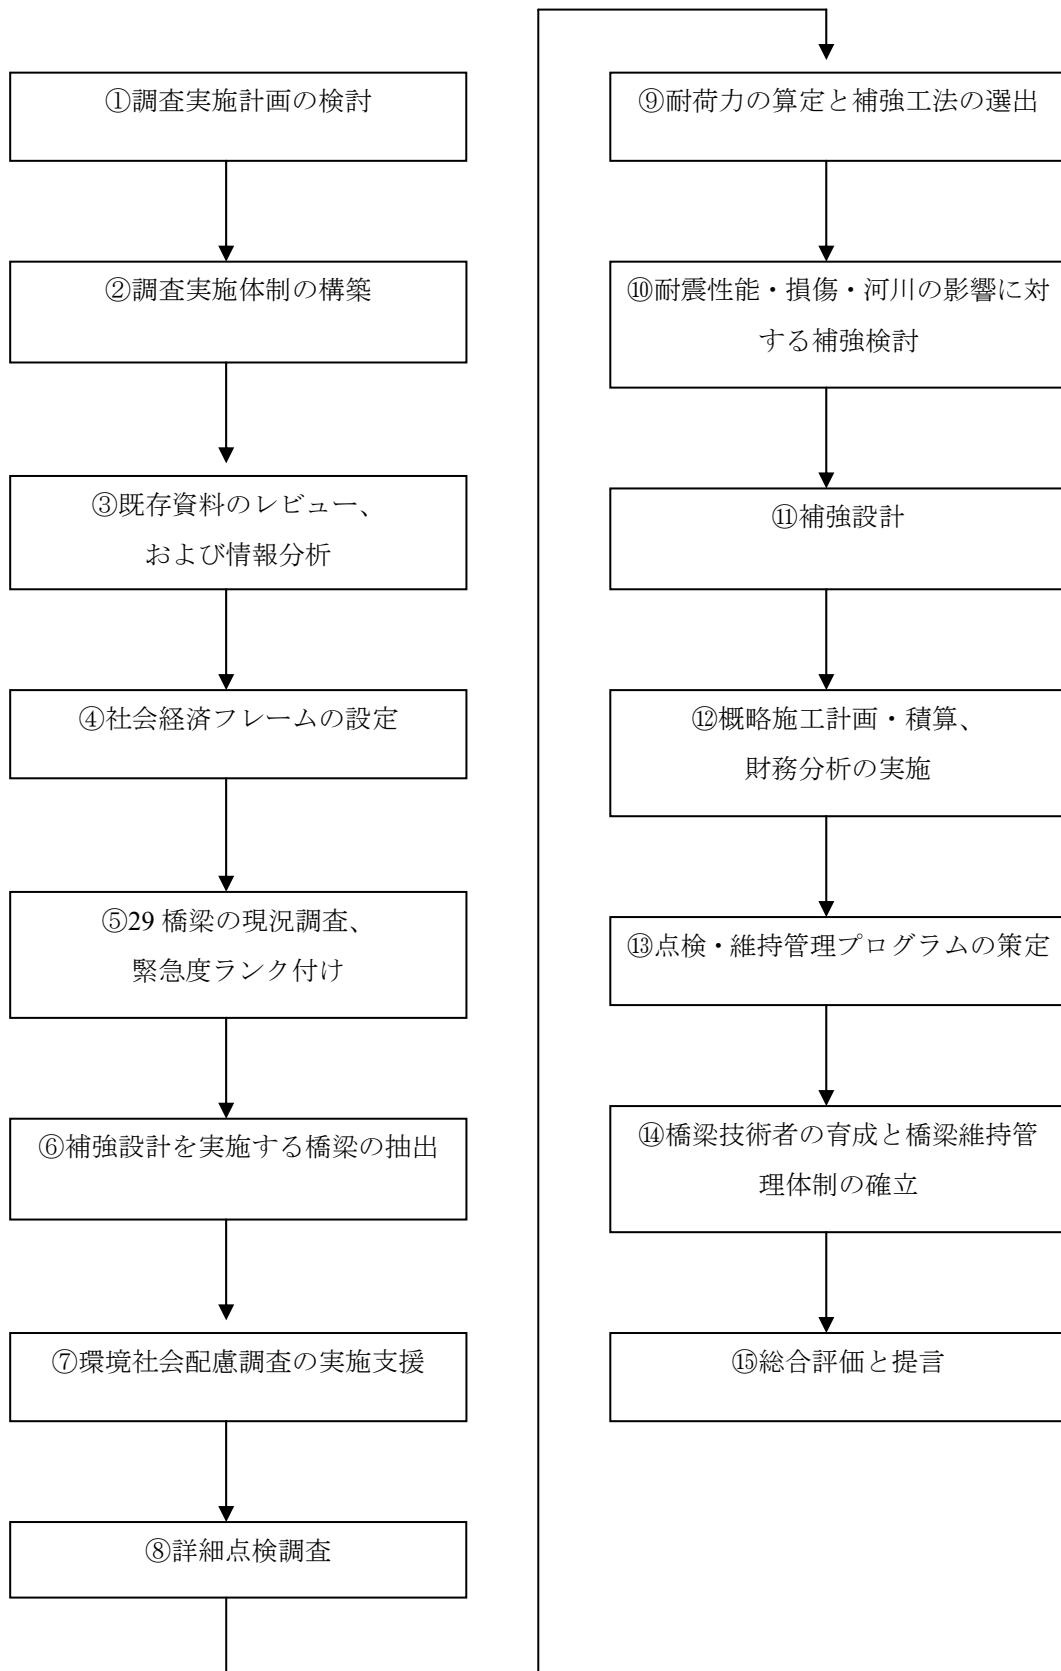 ①調査実施計画の検討
②調査実施体制の構築
③既存資料のレビュー、
および情報分析
④社会経済フレームの設定
⑤29 橋梁の現況調査、
緊急度ランク付け
⑥補強設計を実施する橋梁の抽出
⑦環境社会配慮調査の実施支援
⑧詳細点検調査
⑨耐荷力の算定と補強工法の選出
⑩耐震性能・損傷・河川の影響に対
する補強検討
⑪補強設計
⑫概略施工計画・積算、
財務分析の実施
⑬点検・維持管理プログラムの策定
⑭橋梁技術者の育成と橋梁維持管
理体制の確立
⑮総合評価と提言